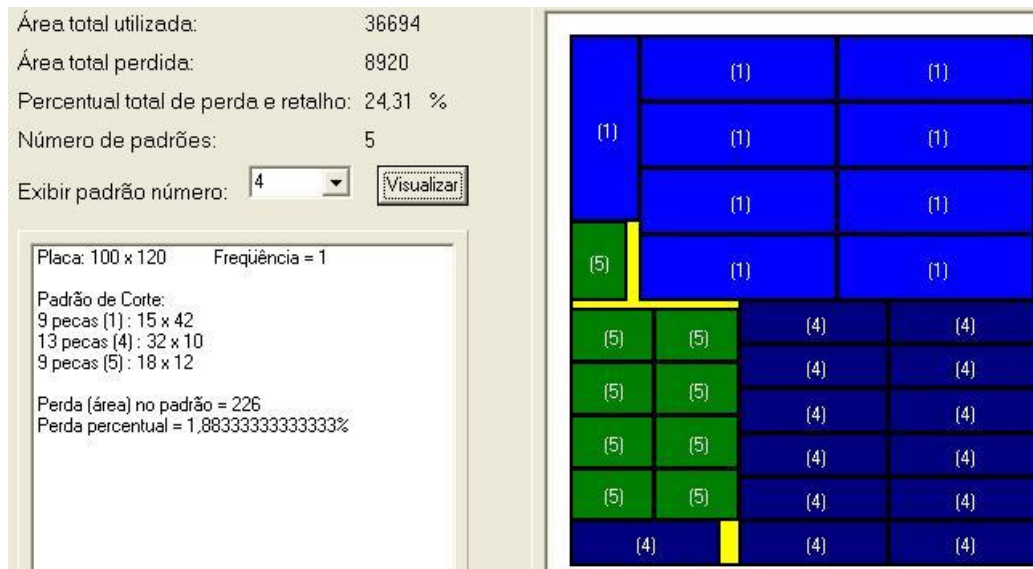 Área total utilizada: 36694
Área total perdida: 8920
Percentual total de perda e retalho: 24,31 %
Número de padrões: 5
Exibir padrão número: 4 Visualizar
Placa: 100 x 120 Freqüência = 1
Padrão de Corte:
9 pecas (1) : 15 x 42
13 pecas (4) : 32 x 10
9 pecas (5) : 18 x 12
Perda (área) no padrão = 226
Perda percentual = 1,88333333333333%
(1) (1)
(1) (1) (1)
(1) (1)
(5) (1) (1)
(5) (5) (4) (4)
(5) (5) (4) (4)
(4) (4)
(5) (5) (4) (4)
(5) (5) (4) (4)
(4) (4) (4)